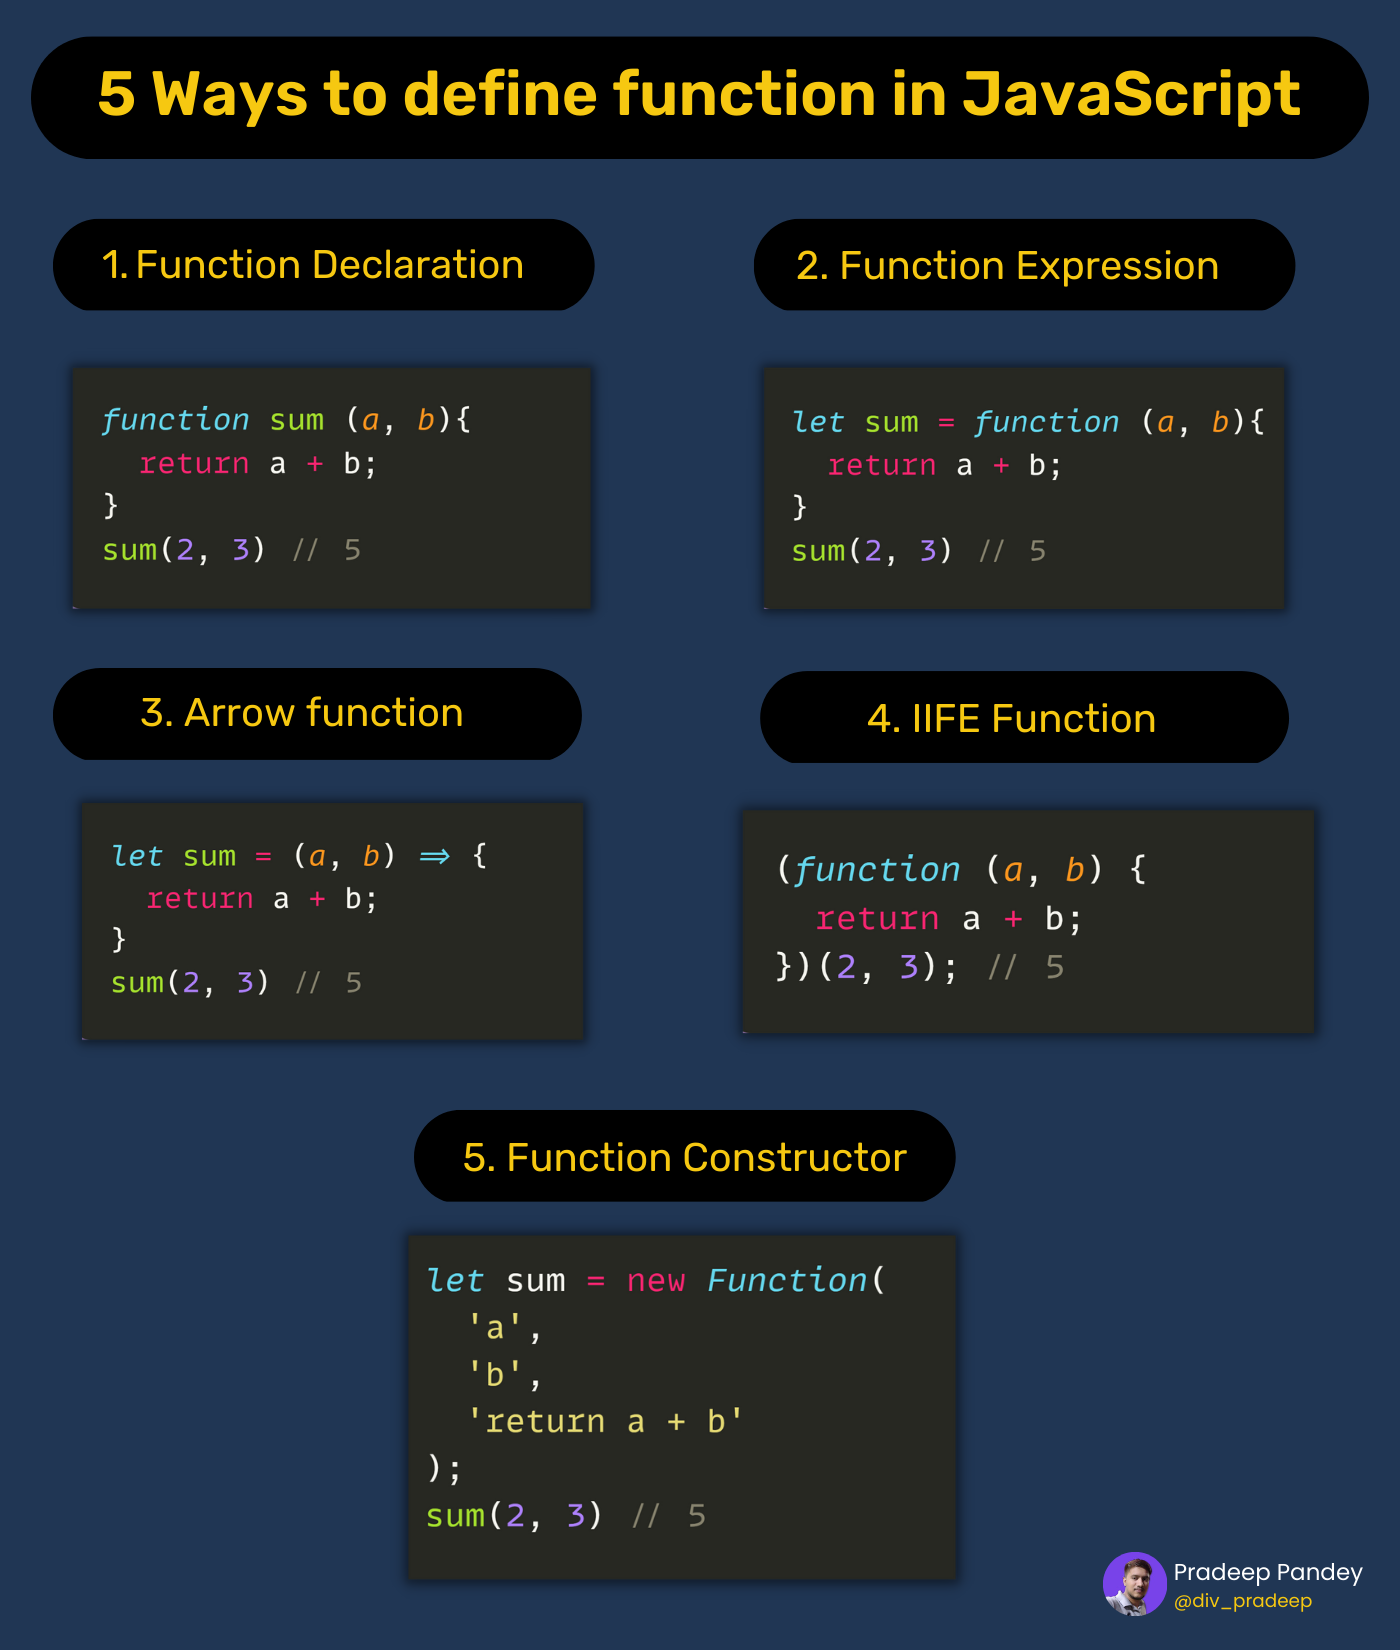 5 Ways to define function in JavaScript
1. Function Declaration
function sum (a, b){
  return a + b;
}
sum(2, 3) // 5
2. Function Expression
let sum = function (a, b){
  return a + b;
}
sum(2, 3) // 5
3. Arrow function
let sum = (a, b) => {
  return a + b;
}
sum(2, 3) // 5
4. IIFE Function
(function (a, b) {
  return a + b;
})(2, 3); // 5
5. Function Constructor
let sum = new Function(
  'a',
  'b',
  'return a + b'
);
sum(2, 3) // 5
Pradeep Pandey
@div_pradeep